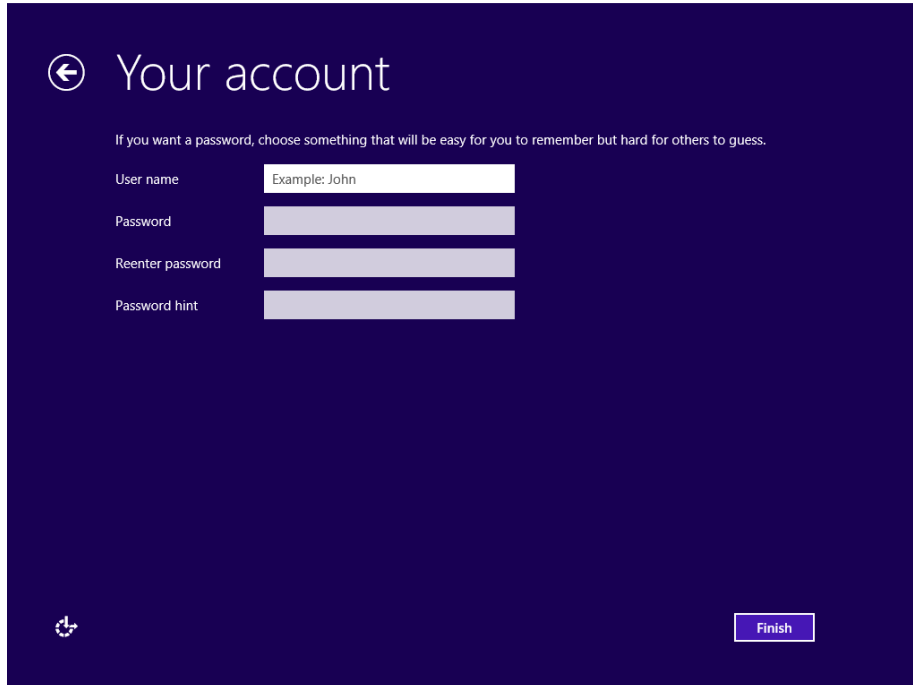 Your account
If you want a password, choose something that will be easy for you to remember but hard for others to guess.
User name
Example: John
Password
Reenter password
Password hint
Finish